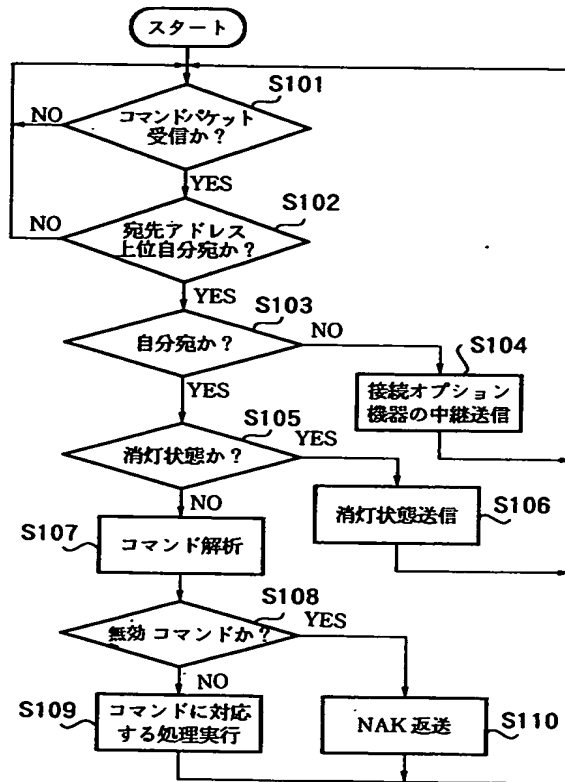 スタート
S101
コマンドパケット
受信か？
NO
YES
S102
宛先アドレス
上位自分宛か？
NO
YES
S103
自分宛か？
NO
YES
S104
接続オプション
機器の中継送信
S105
消灯状態か？
YES
NO
S106
消灯状態送信
S107
コマンド解析
S108
無効コマンドか？
YES
NO
S109
コマンドに対応
する処理実行
NAK返送
S110